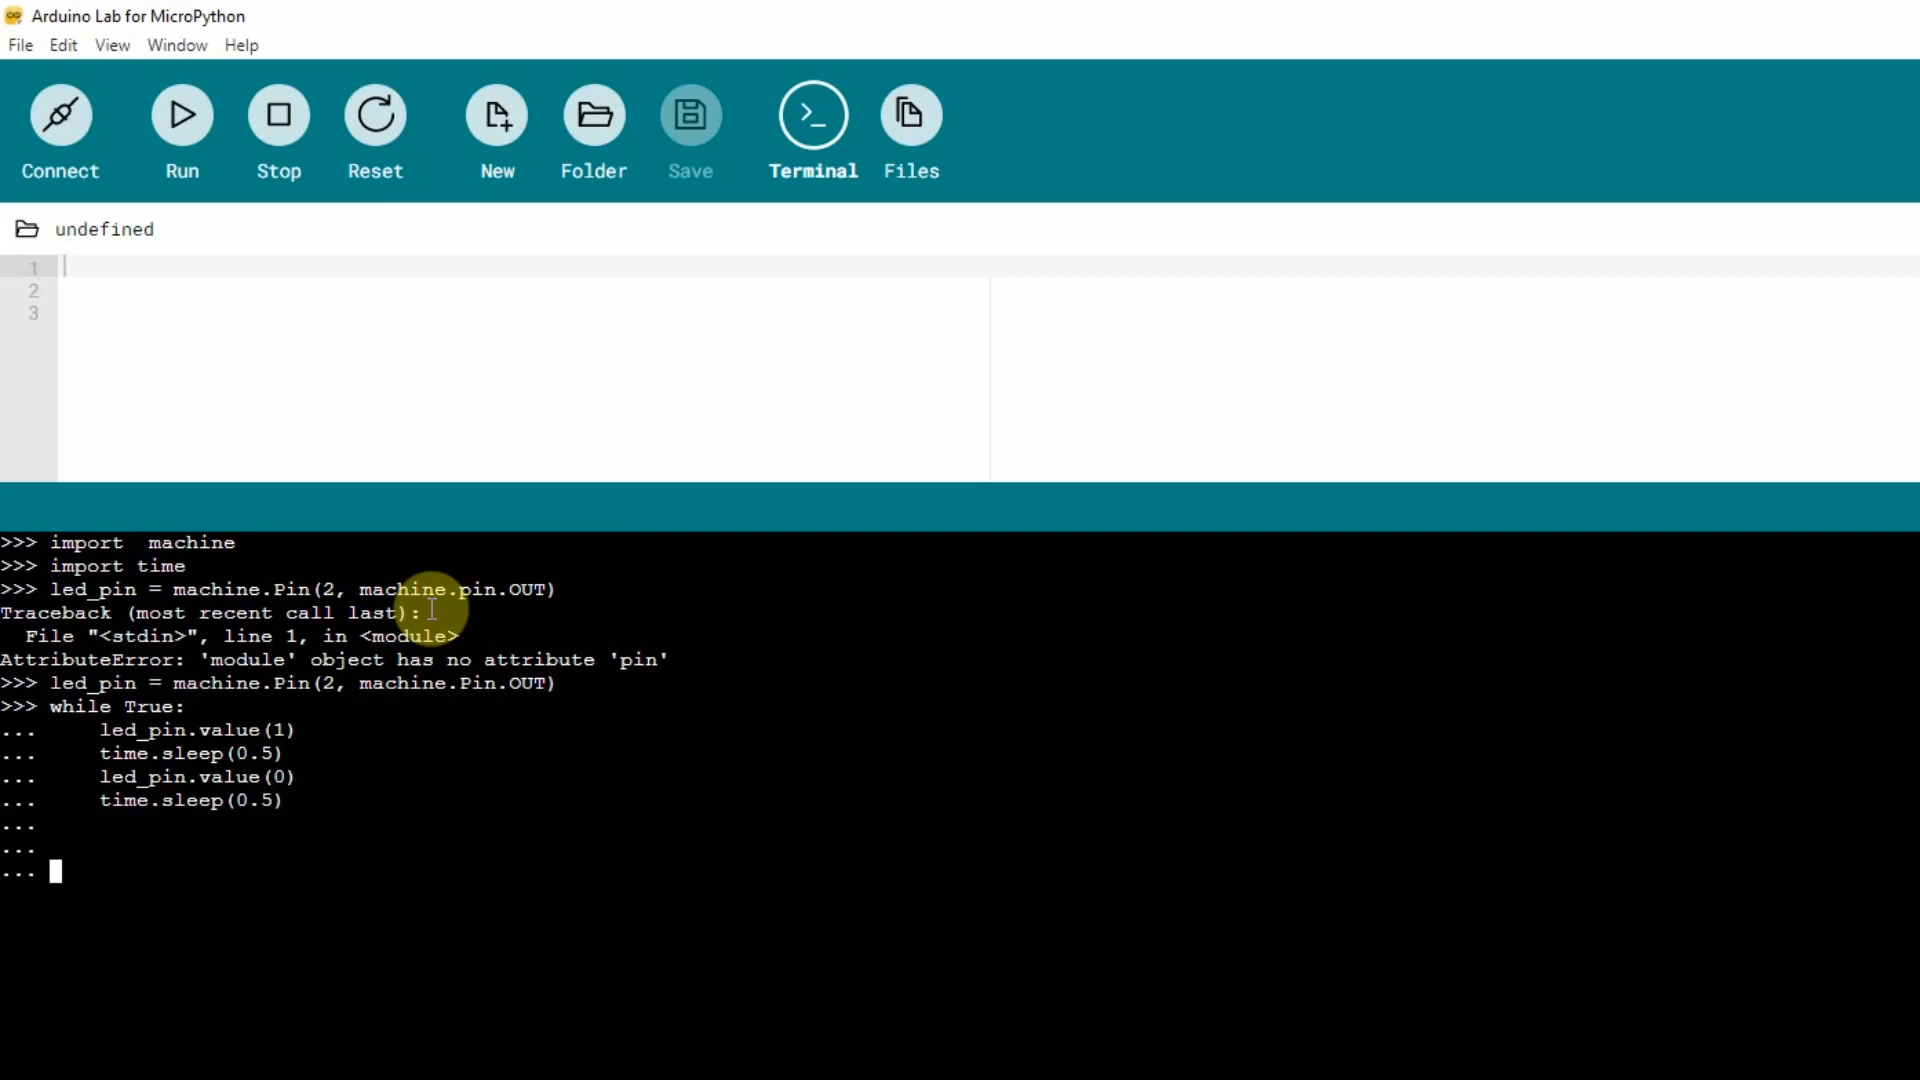 Arduino Lab for MicroPython
File Edit View Window Help
Connect Run Stop Reset New Folder Save Terminal Files
undefined
1
2
3
>>> import  machine
>>> import time
>>> led_pin = machine.Pin(2, machine.pin.OUT)
Traceback (most recent call last):
  File "<stdin>", line 1, in <module>
AttributeError: 'module' object has no attribute 'pin'
>>> led_pin = machine.Pin(2, machine.Pin.OUT)
>>> while True:
...     led_pin.value(1)
...     time.sleep(0.5)
...     led_pin.value(0)
...     time.sleep(0.5)
...
...
...